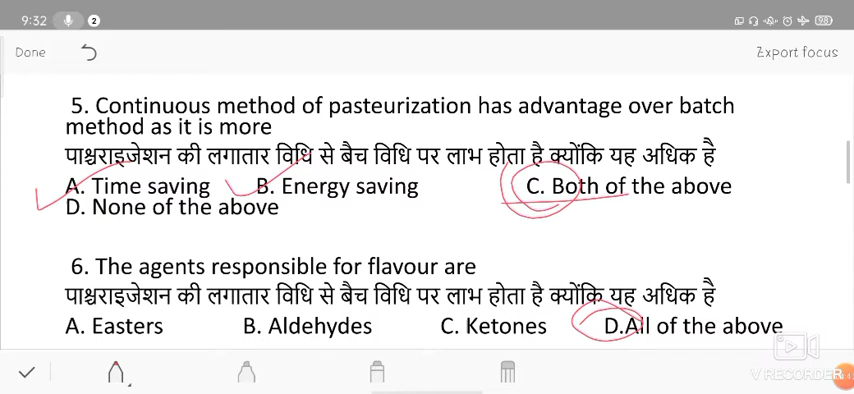 9:32
2
98
Done
Export focus
5. Continuous method of pasteurization has advantage over batch
method as it is more
पाश्चराइजेशन की लगातार विधि से बैच विधि पर लाभ होता है क्योंकि यह अधिक है
A. Time saving B. Energy saving C. Both of the above
D. None of the above
6. The agents responsible for flavour are
पाश्चराइजेशन की लगातार विधि से बैच विधि पर लाभ होता है क्योंकि यह अधिक है
A. Easters B. Aldehydes C. Ketones D.All of the above
V RECORDER